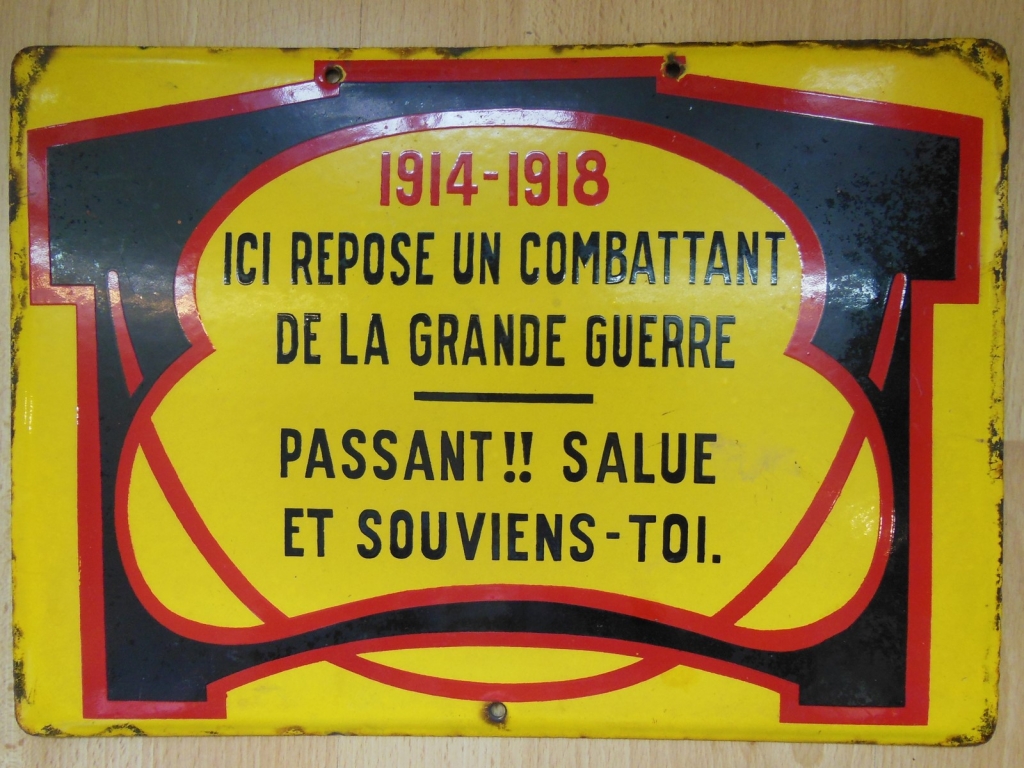 1914-1918
ICI REPOSE UN COMBATTANT
DE LA GRANDE GUERRE
PASSANT!! SALUE
ET SOUVIENS-TOI.